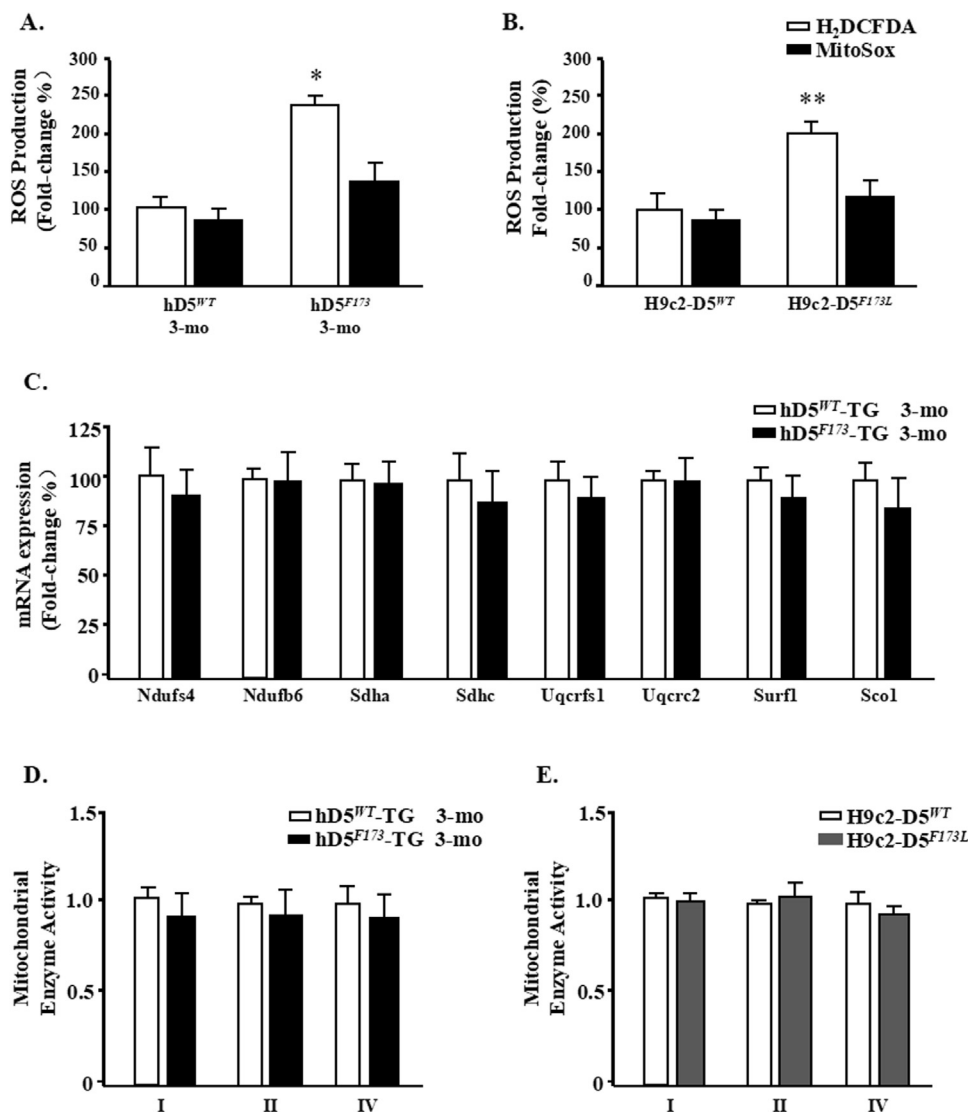 A.
ROS Production
(Fold-change %)
300
250
200
150
100
50
0
*
hD5WT
3-mo
hD5F173
3-mo
B.
H2DCFDA
MitoSox
ROS Production
Fold-change (%)
300
250
200
150
100
50
0
**
H9c2-D5WT
H9c2-D5F173L
C.
hD5WT-TG 3-mo
hD5F173-TG 3-mo
mRNA expression
(Fold-change %)
125
100
75
50
25
0
Ndufs4
Ndufb6
Sdha
Sdhc
Uqcrfs1
Uqcrc2
Surf1
Sco1
D.
hD5WT-TG 3-mo
hD5F173-TG 3-mo
Mitochondrial
Enzyme Activity
1.5
1.0
0.5
0
I
II
IV
E.
H9c2-D5WT
H9c2-D5F173L
Mitochondrial
Enzyme Activity
1.5
1.0
0.5
0
I
II
IV